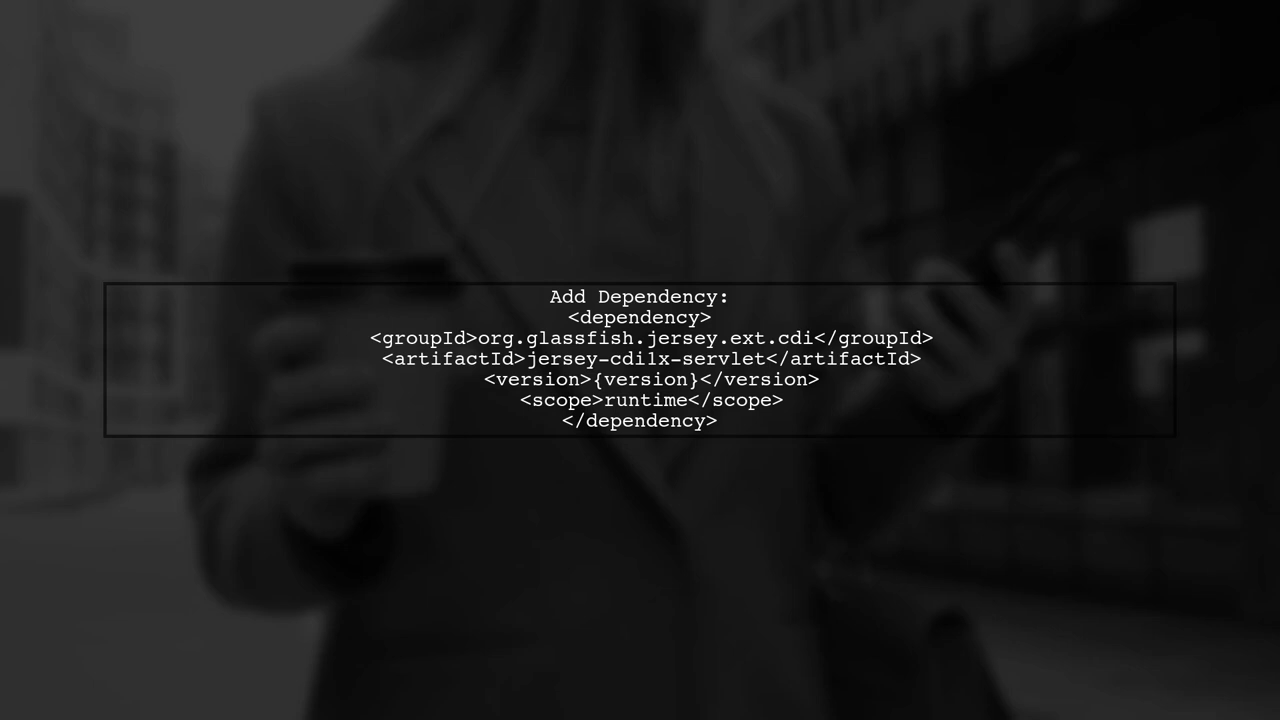 Add Dependency:
<dependency>
<groupId>org.glassfish.jersey.ext.cdi</groupId>
<artifactId>jersey-cdi1x-servlet</artifactId>
<version>{version}</version>
<scope>runtime</scope>
</dependency>